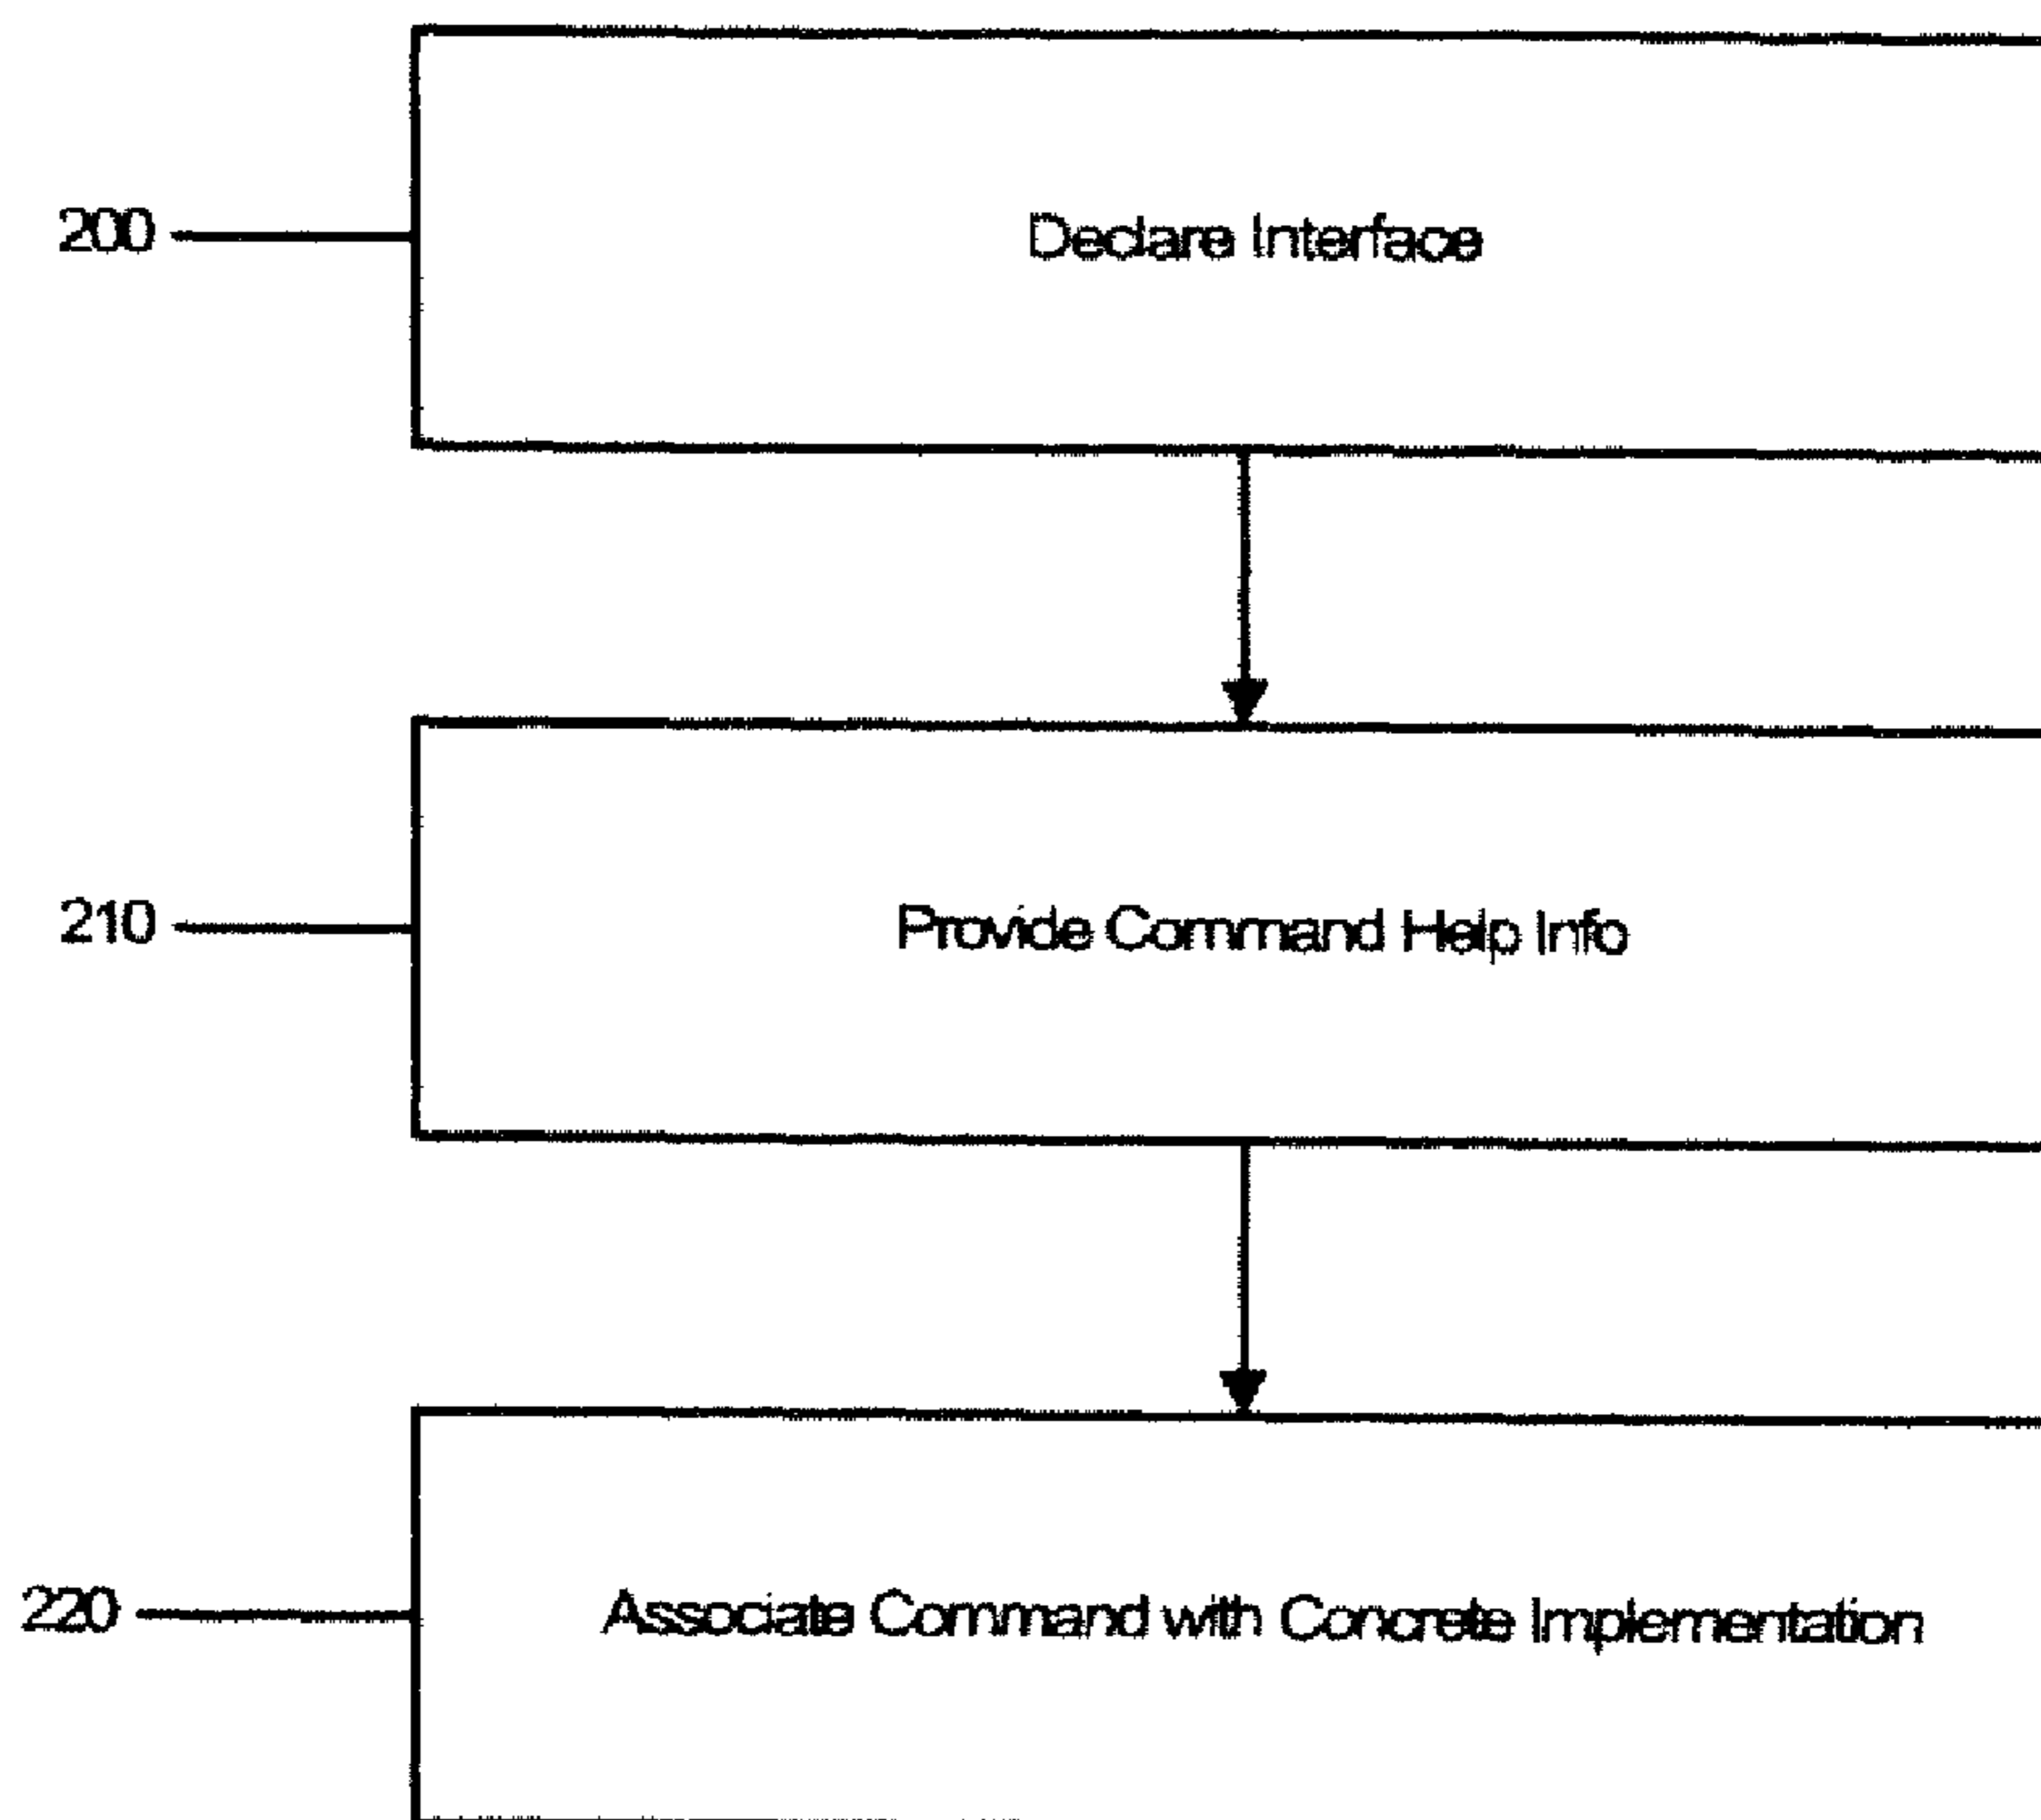 200
Declare Interface
210
Provide Command Help Info
220
Associate Command with Concrete Implementation